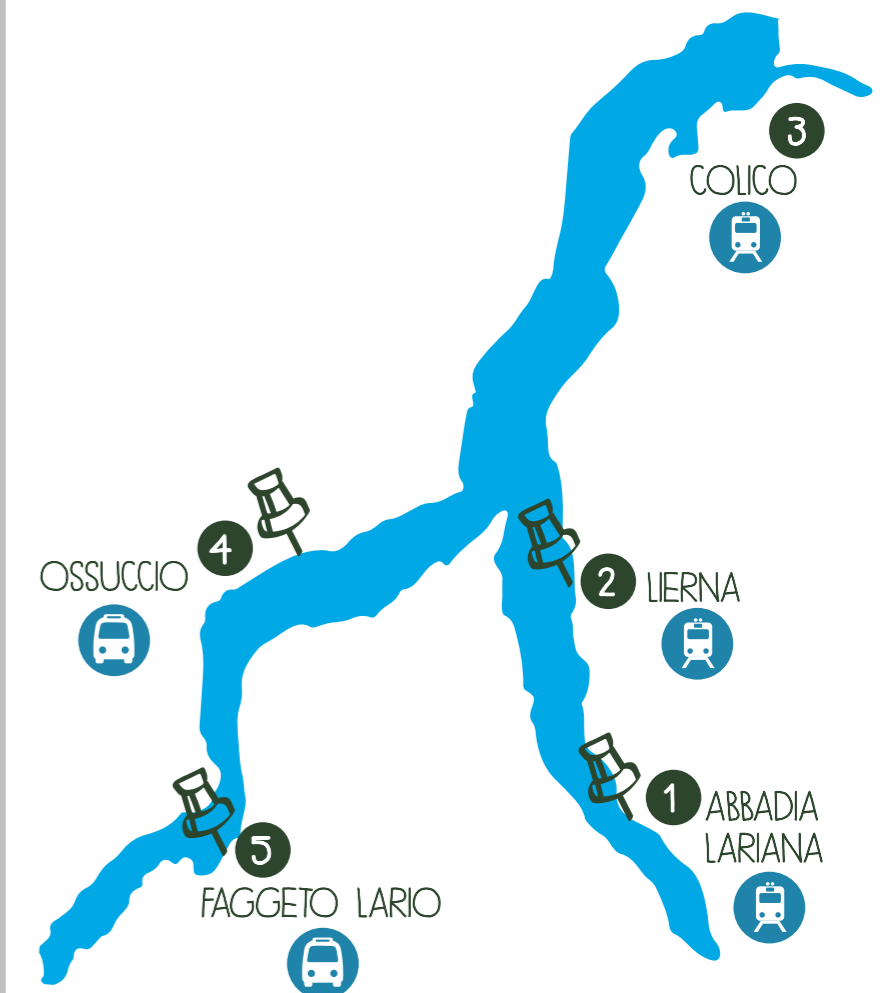 3
COLICO
4
OSSUCCIO
2
LIERNA
1
ABBADIA
LARIANA
5
FAGGETO LARIO